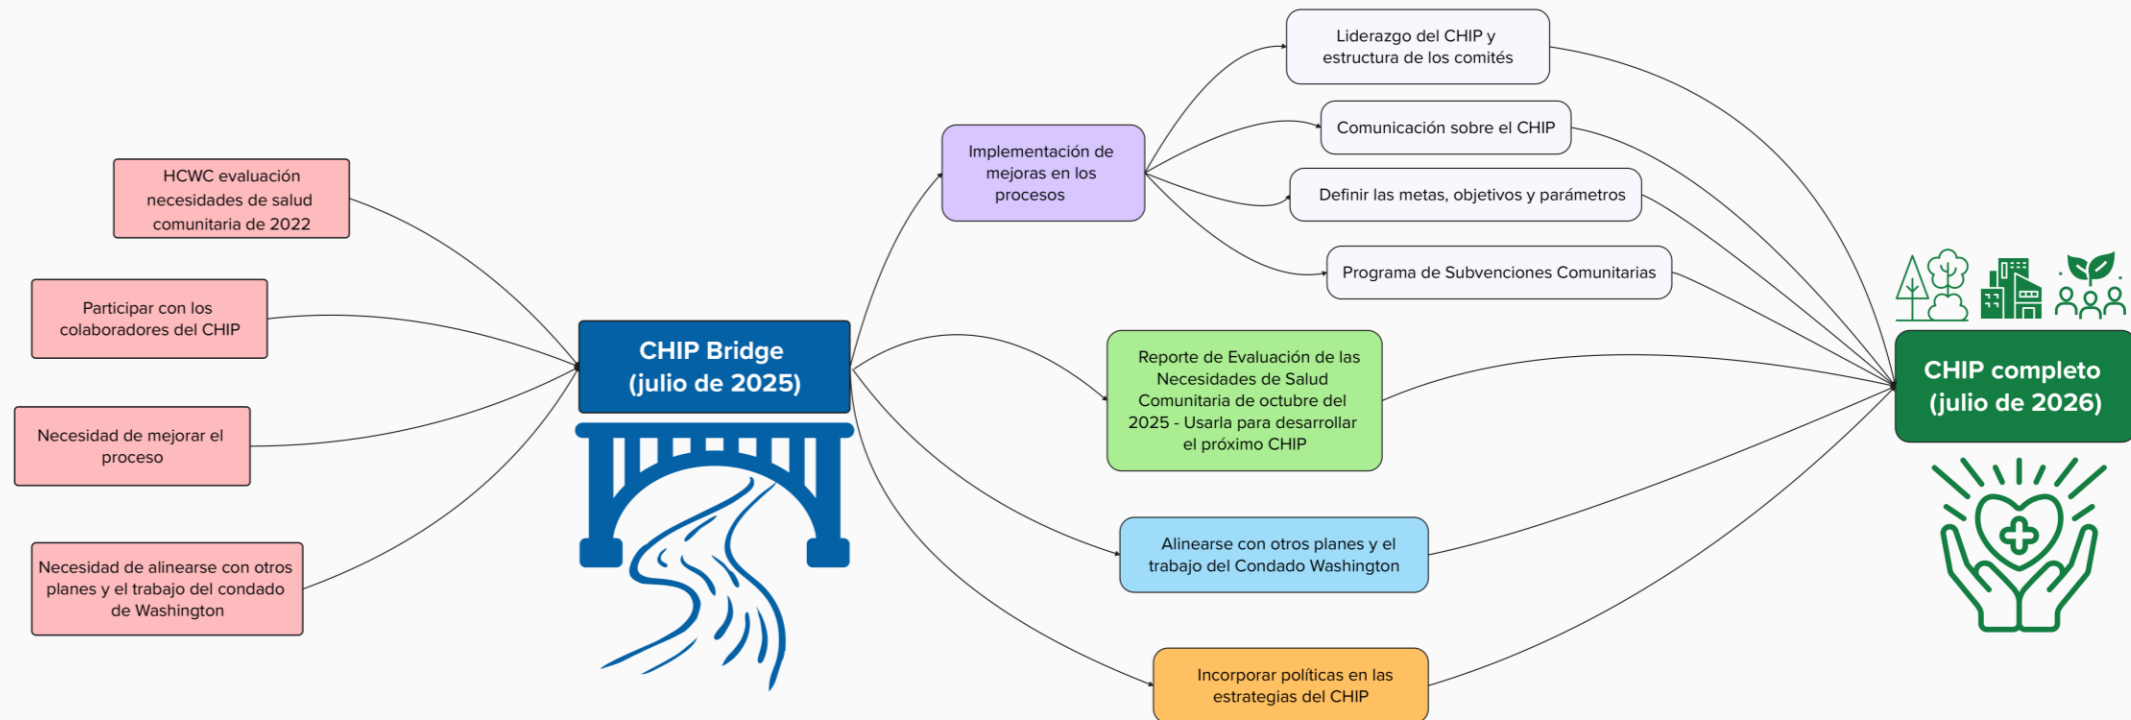 HCWC evaluación
necesidades de salud
comunitaria de 2022
Participar con los
colaboradores del CHIP
Necesidad de mejorar el
proceso
Necesidad de alinearse con otros
planes y el trabajo del condado
de Washington
CHIP Bridge
(julio de 2025)
Implementación de
mejoras en los
procesos
Liderazgo del CHIP y
estructura de los comités
Comunicación sobre el CHIP
Definir las metas, objetivos y parámetros
Programa de Subvenciones Comunitarias
Reporte de Evaluación de las
Necesidades de Salud
Comunitaria de octubre del
2025 - Usarla para desarrollar
el próximo CHIP
Alinearse con otros planes y el
trabajo del Condado Washington
Incorporar políticas en las
estrategias del CHIP
CHIP completo
(julio de 2026)